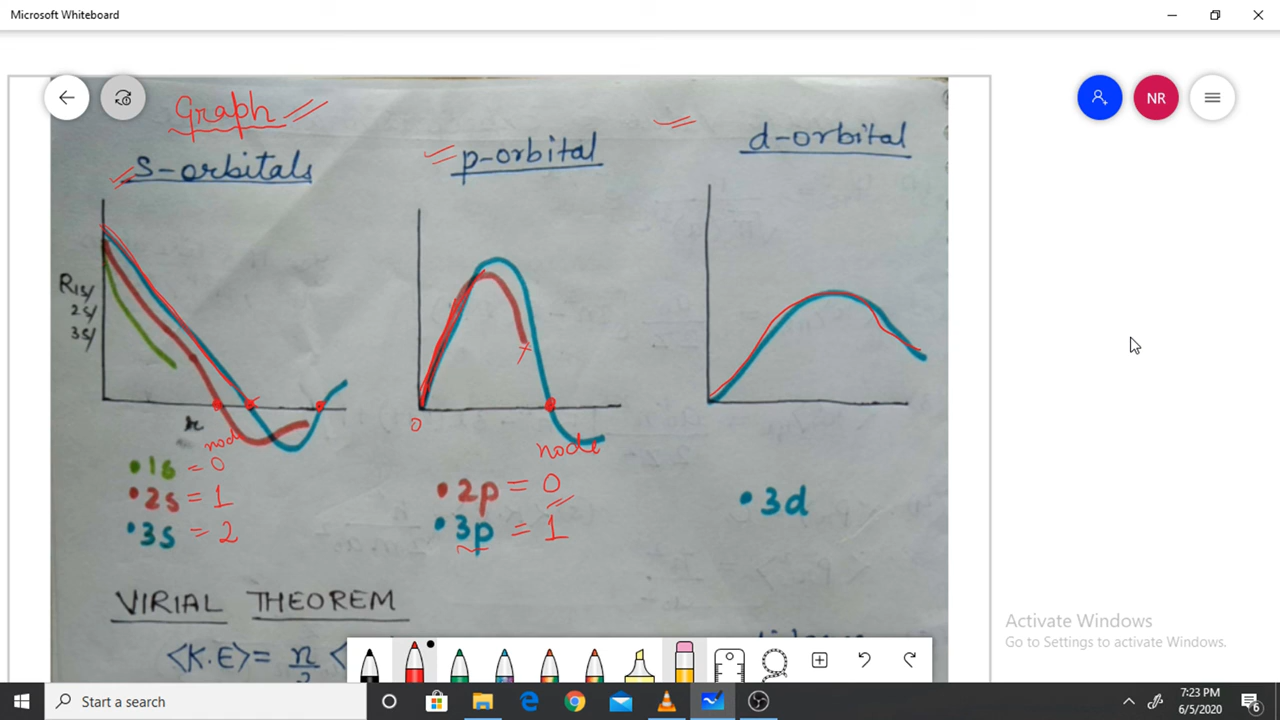 Microsoft Whiteboard
NR
Graph
S-orbitals
p-orbital
d-orbital
R1s/
2s/
3s/
r
node
0
node
• 1s = 0
• 2s = 1
• 3s = 2
• 2p = 0
• 3p = 1
• 3d
VIRIAL THEOREM
<K.E> = n/2 <
Activate Windows
Go to Settings to activate Windows.
Start a search
7:23 PM
6/5/2020
6